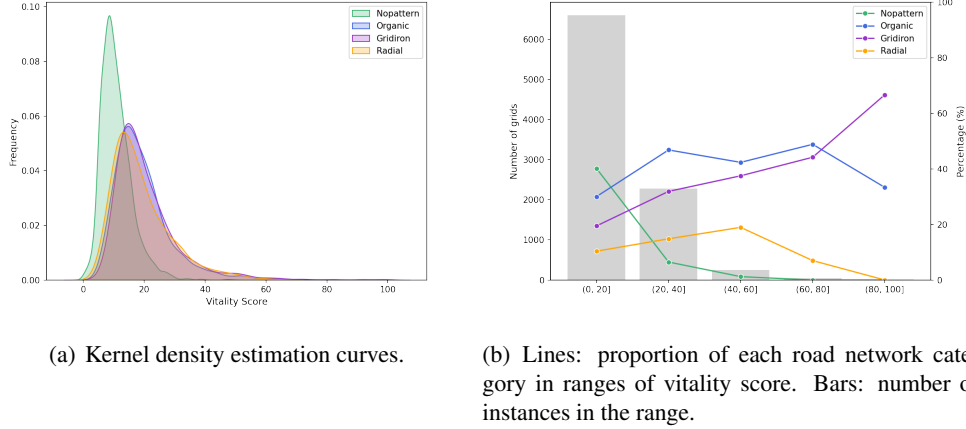 0.10
0.08
0.06
0.04
0.02
0.00
Frequency
0
20
40
60
80
100
Vitality Score
Nopattern
Organic
Gridiron
Radial
6000
5000
4000
3000
2000
1000
0
Number of grids
(0, 20]
(20, 40]
(40, 60]
(60, 80]
(80, 100]
100
80
60
40
20
0
Percentage (%)
Nopattern
Organic
Gridiron
Radial
(a) Kernel density estimation curves.
(b) Lines: proportion of each road network cate-
gory in ranges of vitality score. Bars: number o
instances in the range.